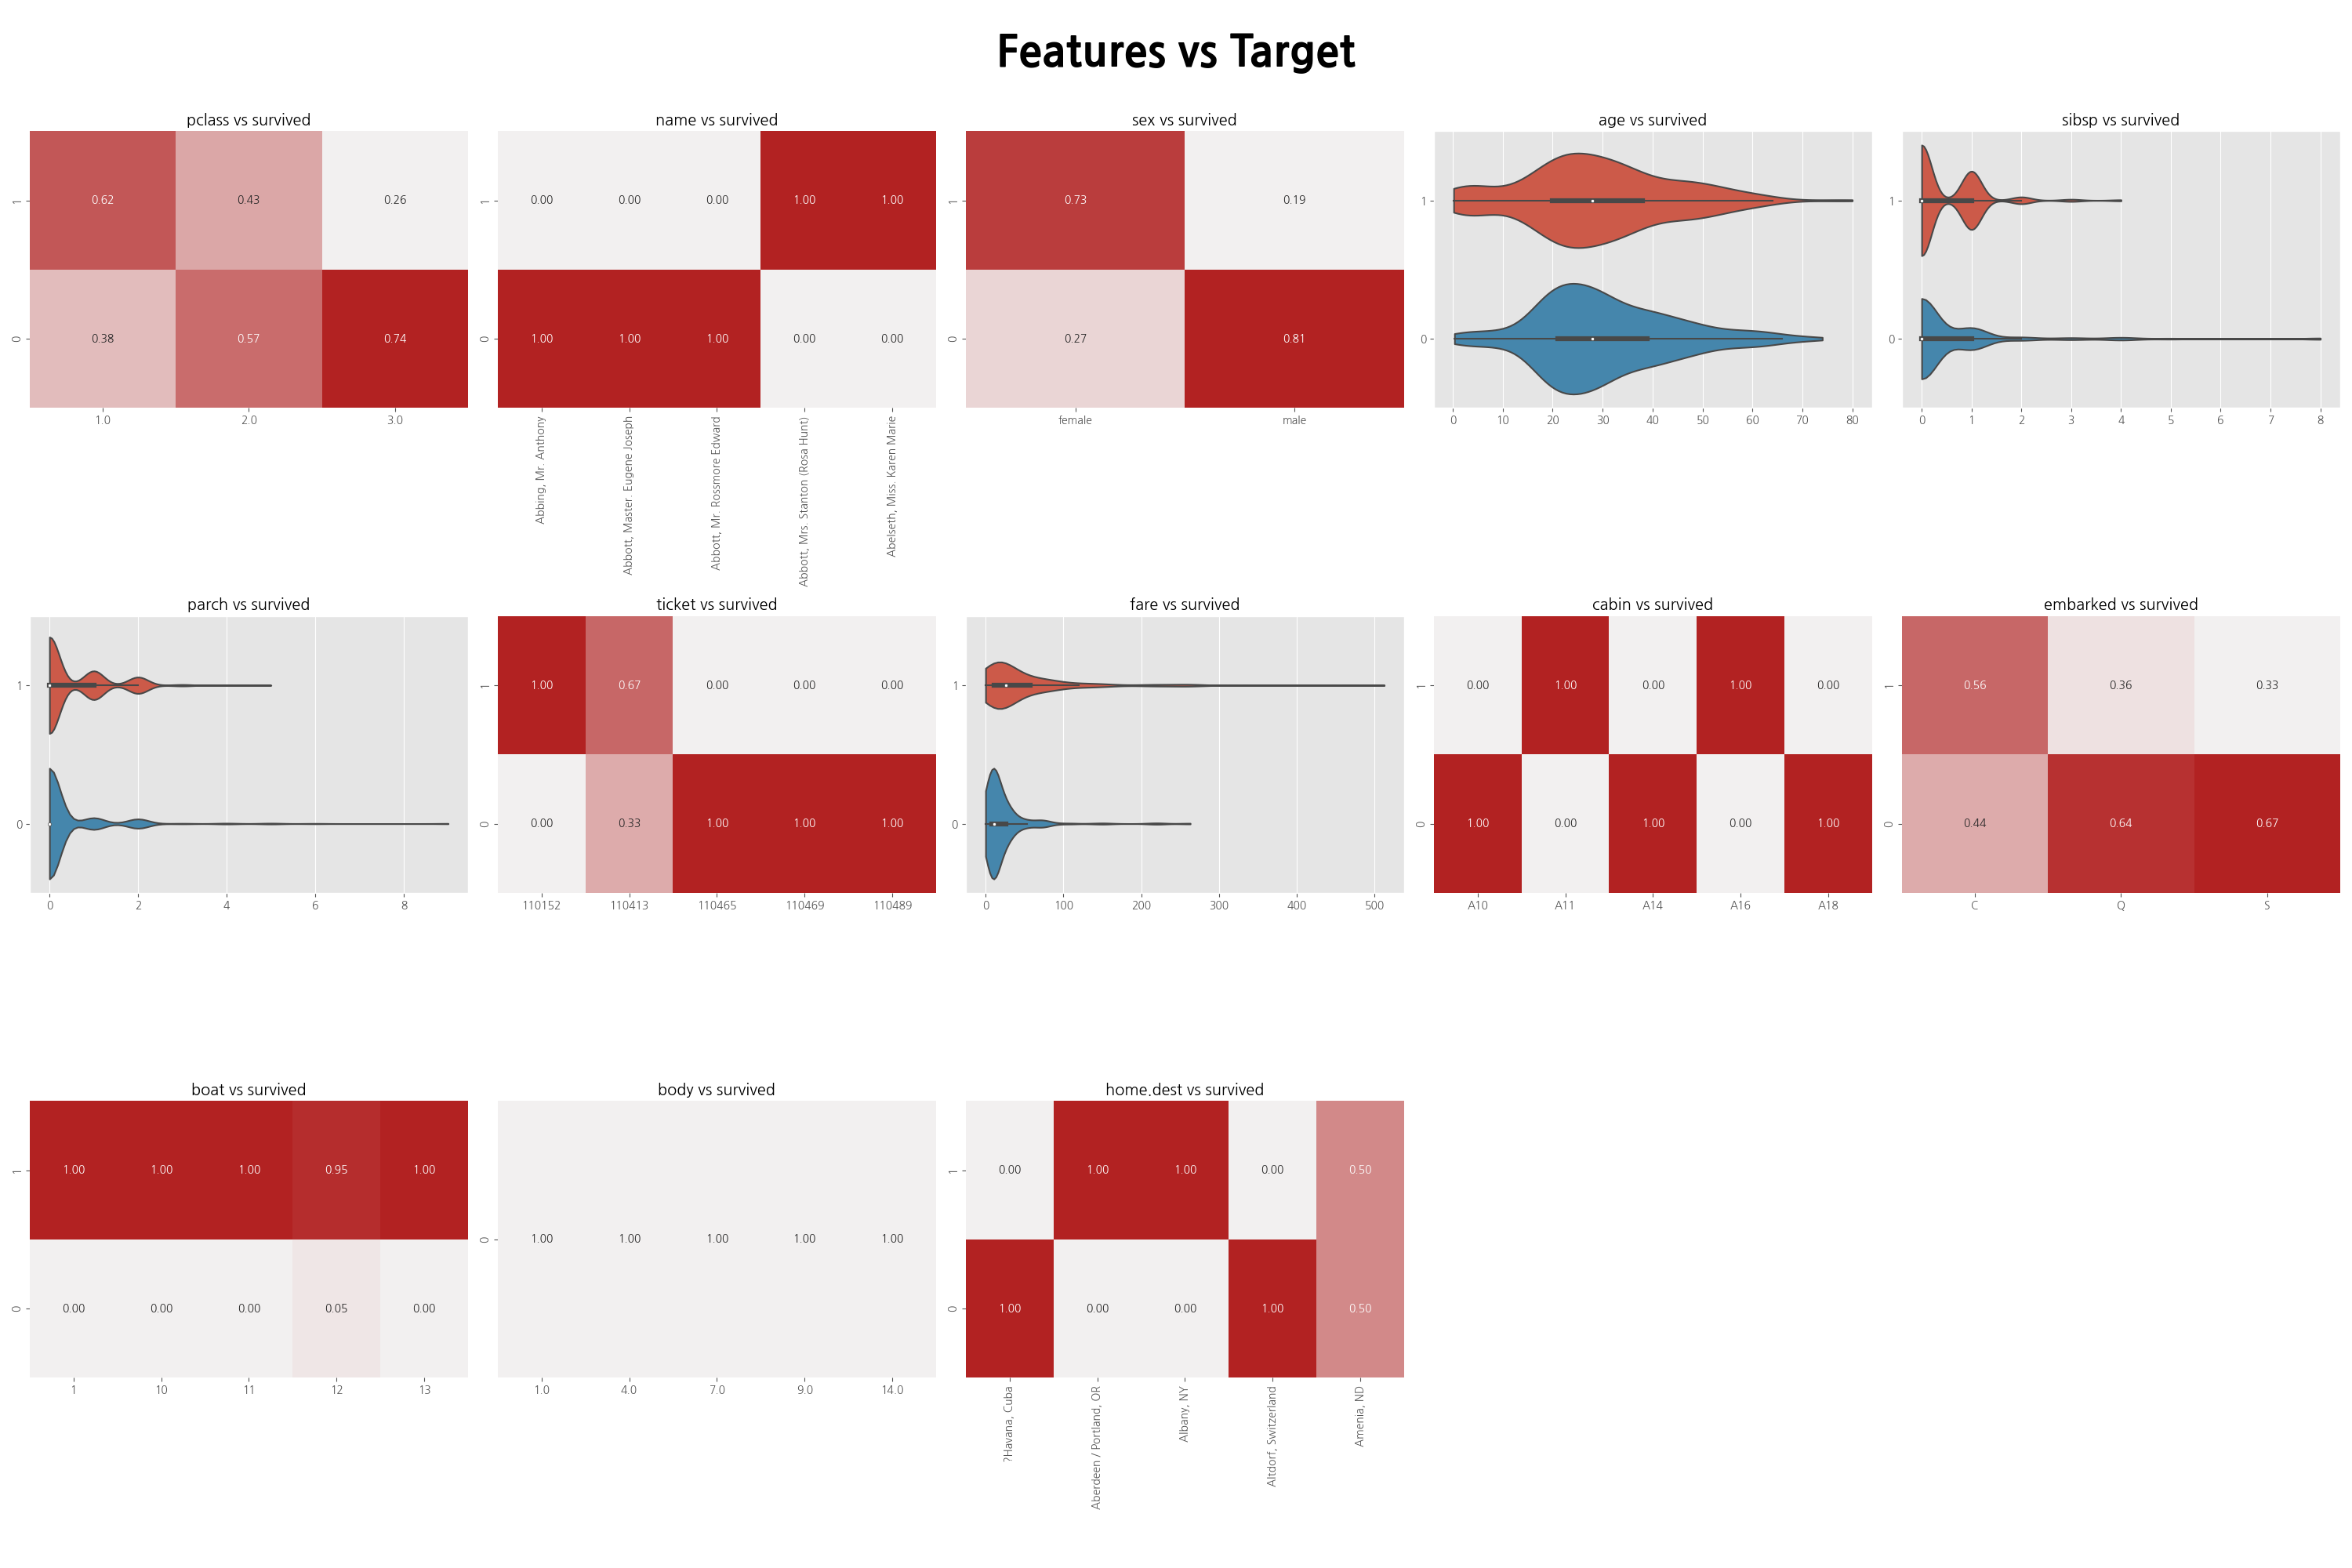 Features vs Target
pclass vs survived
1
0.62 0.43 0.26
0
0.38 0.57 0.74
1.0 2.0 3.0
name vs survived
1
0.00 0.00 0.00 1.00 1.00
0
1.00 1.00 1.00 0.00 0.00
Abbing, Mr. Anthony
Abbott, Master. Eugene Joseph
Abbott, Mr. Rossmore Edward
Abbott, Mrs. Stanton (Rosa Hunt)
Abelseth, Miss. Karen Marie
sex vs survived
1
0.73 0.19
0
0.27 0.81
female male
age vs survived
1
0
0 10 20 30 40 50 60 70 80
sibsp vs survived
1
0
0 1 2 3 4 5 6 7 8
parch vs survived
1
0
0 2 4 6 8
ticket vs survived
1
1.00 0.67 0.00 0.00 0.00
0
0.00 0.33 1.00 1.00 1.00
110152 110413 110465 110469 110489
fare vs survived
1
0
0 100 200 300 400 500
cabin vs survived
1
0.00 1.00 0.00 1.00 0.00
0
1.00 0.00 1.00 0.00 1.00
A10 A11 A14 A16 A18
embarked vs survived
1
0.56 0.36 0.33
0
0.44 0.64 0.67
C Q S
boat vs survived
1
1.00 1.00 1.00 0.95 1.00
0
0.00 0.00 0.00 0.05 0.00
1 10 11 12 13
body vs survived
0
1.00 1.00 1.00 1.00 1.00
1.0 4.0 7.0 9.0 14.0
home.dest vs survived
1
0.00 1.00 1.00 0.00 0.50
0
1.00 0.00 0.00 1.00 0.50
?Havana, Cuba
Aberdeen / Portland, OR
Albany, NY
Altdorf, Switzerland
Amenia, ND